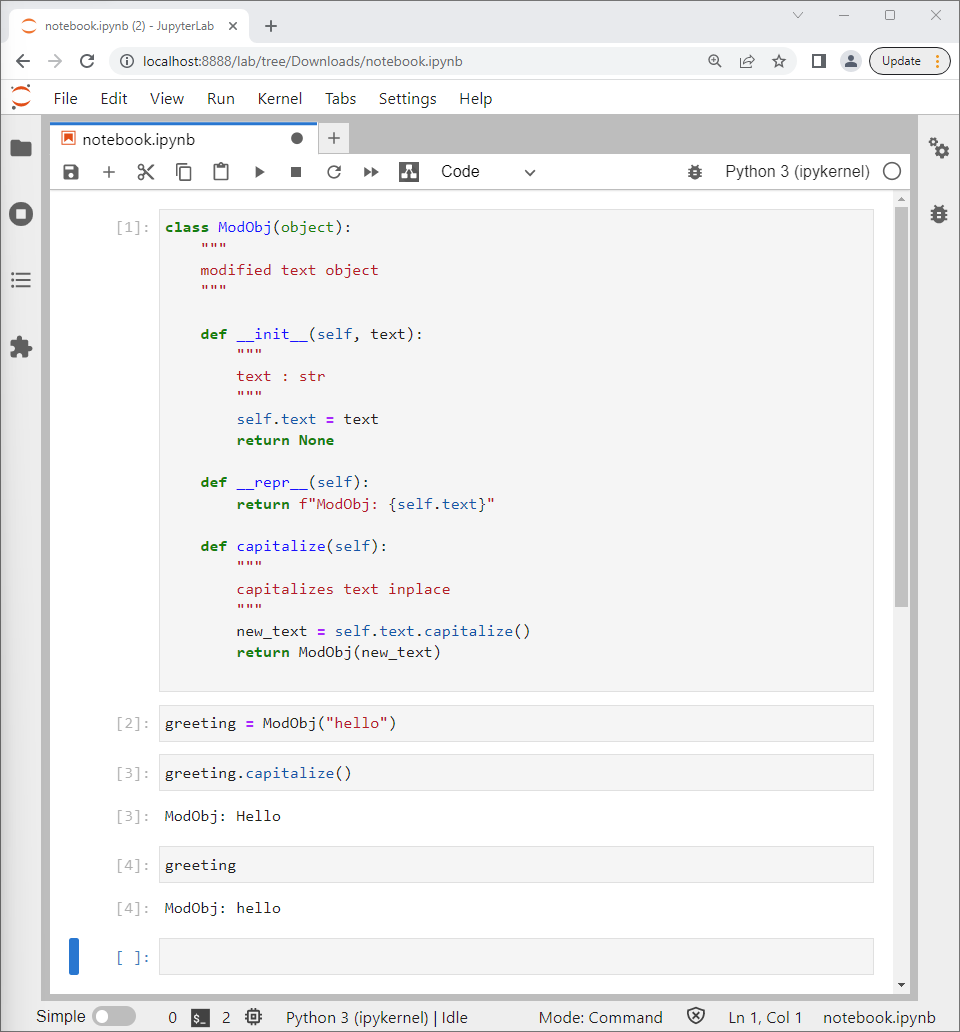 notebook.ipynb (2) - JupyterLab
localhost:8888/lab/tree/Downloads/notebook.ipynb
Update
File Edit View Run Kernel Tabs Settings Help
notebook.ipynb
Code
Python 3 (ipykernel)
[1]: class ModObj(object):
    """
    modified text object
    """
    def __init__(self, text):
        """
        text : str
        """
        self.text = text
        return None
    def __repr__(self):
        return f"ModObj: {self.text}"
    def capitalize(self):
        """
        capitalizes text inplace
        """
        new_text = self.text.capitalize()
        return ModObj(new_text)
[2]: greeting = ModObj("hello")
[3]: greeting.capitalize()
[3]: ModObj: Hello
[4]: greeting
[4]: ModObj: hello
[ ]:
Simple 0 $_ 2 Python 3 (ipykernel) | Idle Mode: Command Ln 1, Col 1 notebook.ipynb